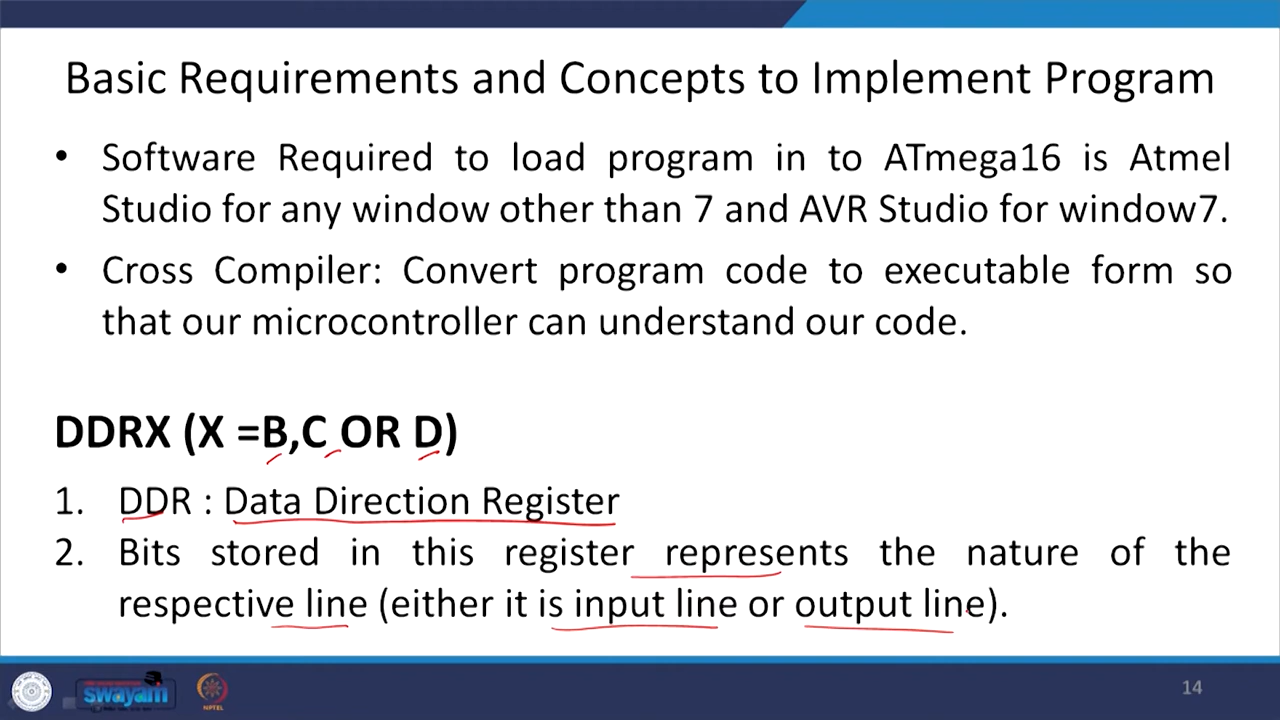 Basic Requirements and Concepts to Implement Program
• Software Required to load program in to ATmega16 is Atmel
Studio for any window other than 7 and AVR Studio for window7.
• Cross Compiler: Convert program code to executable form so
that our microcontroller can understand our code.
DDRX (X =B,C OR D)
1. DDR : Data Direction Register
2. Bits stored in this register represents the nature of the
respective line (either it is input line or output line).
swayam
NPTEL
14